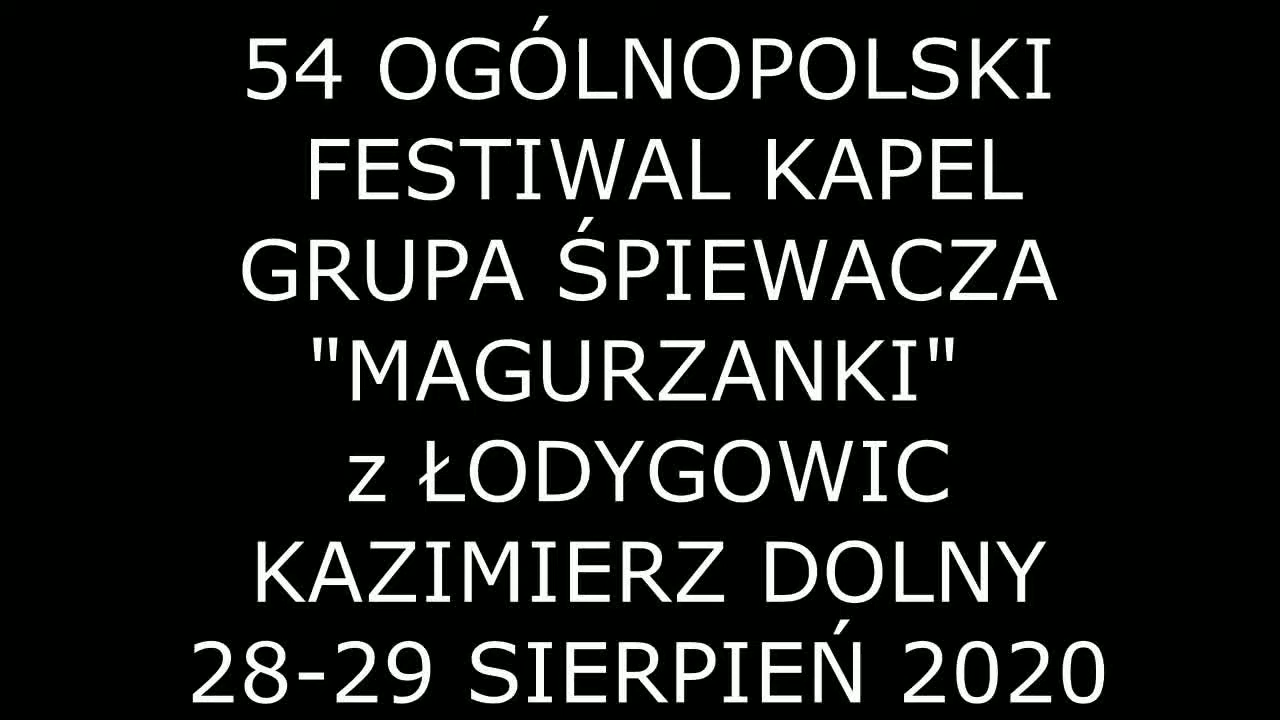 54 OGÓLNOPOLSKI
FESTIWAL KAPEL
GRUPA ŚPIEWACZA
"MAGURZANKI"
z ŁODYGOWIC
KAZIMIERZ DOLNY
28-29 SIERPIEŃ 2020